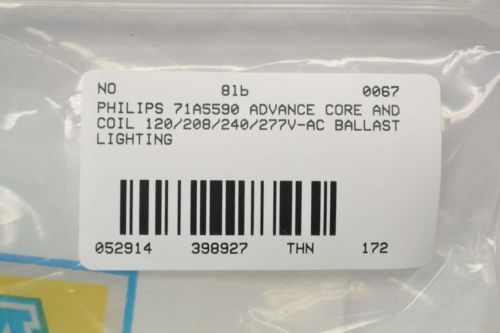 NO 8lb 0067
PHILIPS 71A5590 ADVANCE CORE AND
COIL 120/208/240/277V-AC BALLAST
LIGHTING
052914 398927 THN 172